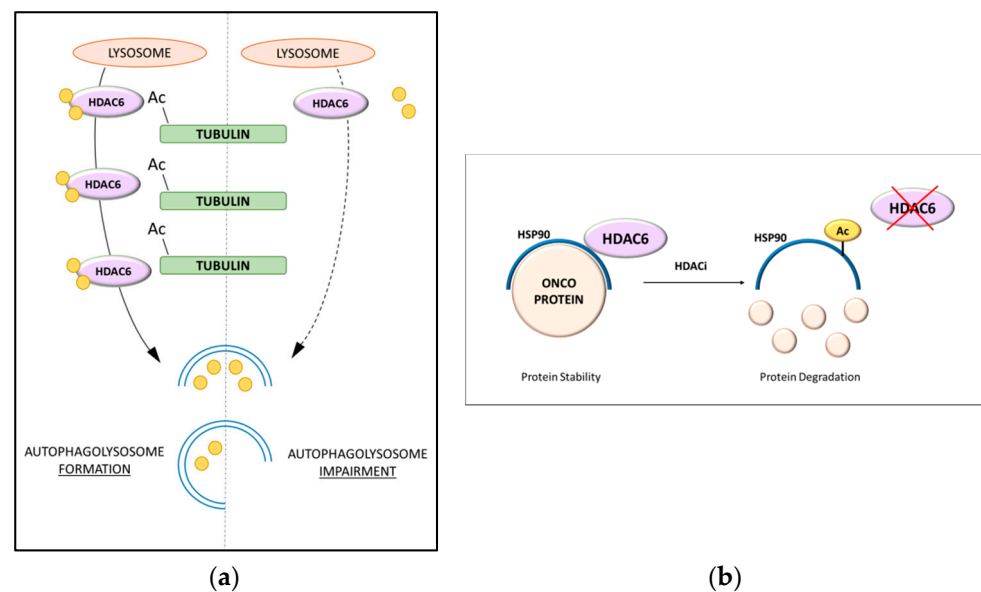 LYSOSOME
LYSOSOME
HDAC6
Ac
HDAC6
TUBULIN
Ac
HDAC6
TUBULIN
Ac
HDAC6
TUBULIN
AUTOPHAGOLYSOSOME
FORMATION
AUTOPHAGOLYSOSOME
IMPAIRMENT
(a)
HSP90
HDAC6
ONCO
PROTEIN
Protein Stability
HDACi
HDAC6
HSP90
Ac
Protein Degradation
(b)